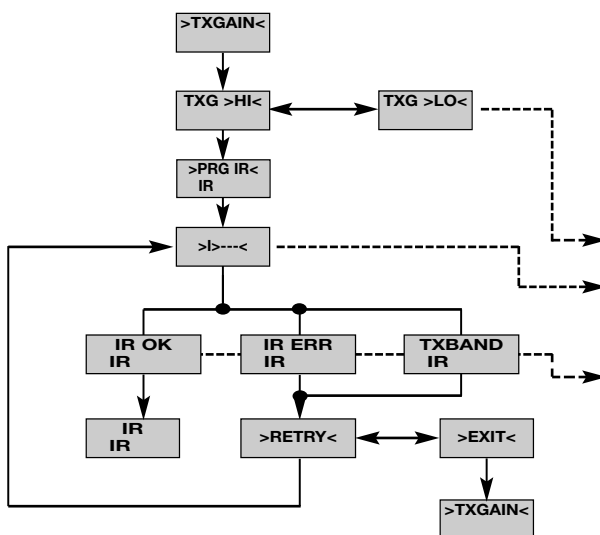 >TXGAIN<
TXG >HI<
TXG >LO<
>PRG IR<
IR
>I>---<
IR OK
IR
IR ERR
IR
TXBAND
IR
IR
IR
>RETRY<
>EXIT<
>TXGAIN<